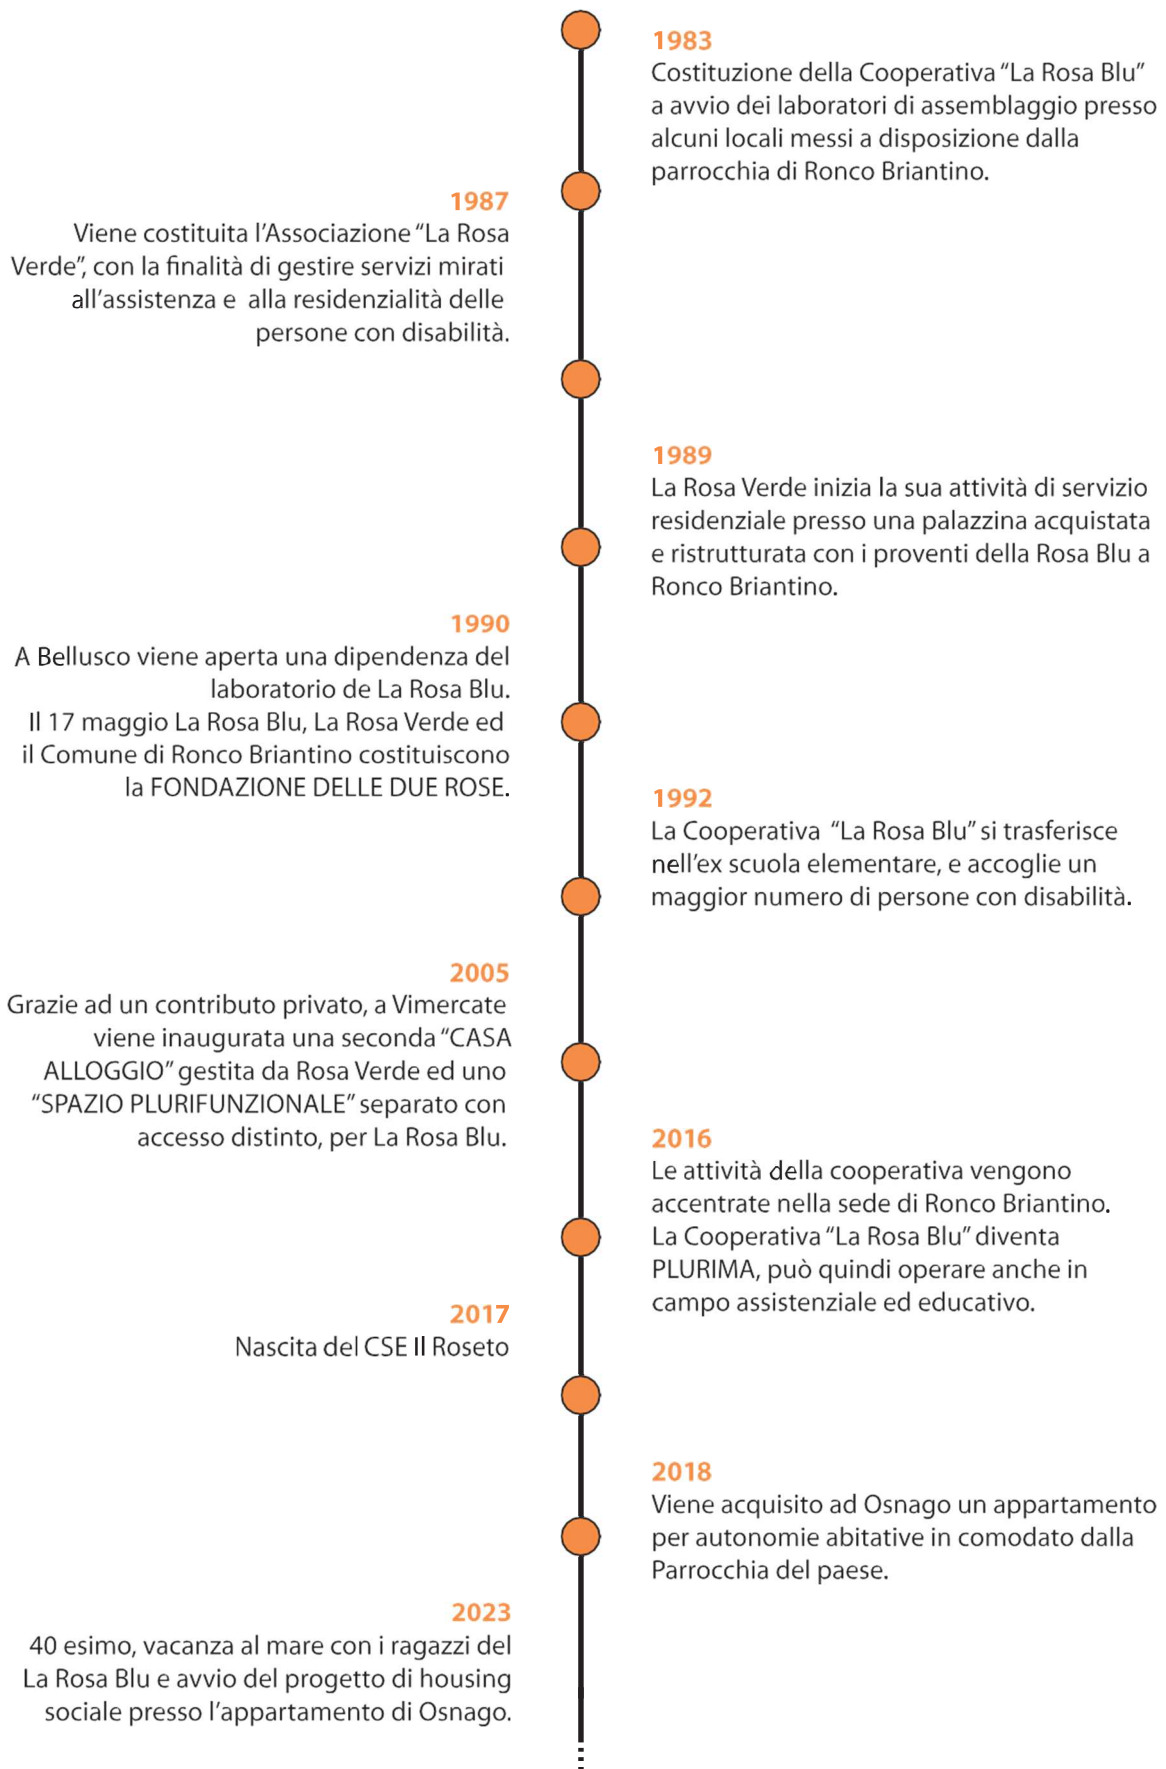 1983
Costituzione della Cooperativa “La Rosa Blu”
a avvio dei laboratori di assemblaggio presso
alcuni locali messi a disposizione dalla
parrocchia di Ronco Briantino.
1987
Viene costituita l’Associazione “La Rosa
Verde”, con la finalità di gestire servizi mirati
all’assistenza e alla residenzialità delle
persone con disabilità.
1989
La Rosa Verde inizia la sua attività di servizio
residenziale presso una palazzina acquistata
e ristrutturata con i proventi della Rosa Blu a
Ronco Briantino.
1990
A Bellusco viene aperta una dipendenza del
laboratorio de La Rosa Blu.
Il 17 maggio La Rosa Blu, La Rosa Verde ed
il Comune di Ronco Briantino costituiscono
la FONDAZIONE DELLE DUE ROSE.
1992
La Cooperativa “La Rosa Blu” si trasferisce
nell’ex scuola elementare, e accoglie un
maggior numero di persone con disabilità.
2005
Grazie ad un contributo privato, a Vimercate
viene inaugurata una seconda “CASA
ALLOGGIO” gestita da Rosa Verde ed uno
“SPAZIO PLURIFUNZIONALE” separato con
accesso distinto, per La Rosa Blu.
2016
Le attività della cooperativa vengono
accentrate nella sede di Ronco Briantino.
La Cooperativa “La Rosa Blu” diventa
PLURIMA, può quindi operare anche in
campo assistenziale ed educativo.
2017
Nascita del CSE Il Roseto
2018
Viene acquisito ad Osnago un appartamento
per autonomie abitative in comodato dalla
Parrocchia del paese.
2023
40 esimo, vacanza al mare con i ragazzi del
La Rosa Blu e avvio del progetto di housing
sociale presso l’appartamento di Osnago.